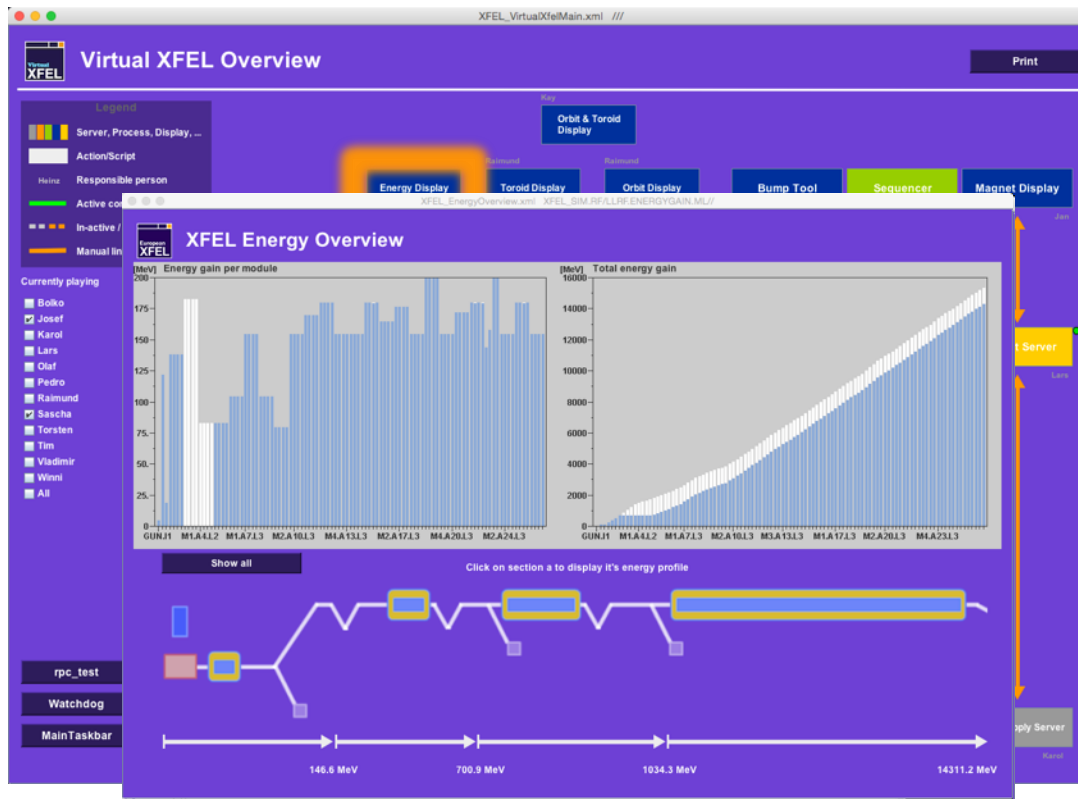 XFEL_VirtualXfelMain.xml ///
Virtual
XFEL
Virtual XFEL Overview
Print
Legend
Server, Process, Display, ...
Action/Script
Heinz Responsible person
Active
In-active /
Manual
Key
Orbit & Toroid
Display
Raimund
Raimund
Energy Display
Toroid Display
Orbit Display
Bump Tool
Sequencer
Magnet Display
Jan
Server
Lars
Server
Karol
Currently playing
Bolko
Josef
Karol
Lars
Olaf
Pedro
Raimund
Sascha
Torsten
Tim
Vladimir
Winni
All
rpc_test
Watchdog
MainTaskbar
XFEL_EnergyOverview.xml XFEL_SIM.RF/LLRF.ENERGYGAIN.ML//
European
XFEL
XFEL Energy Overview
[MeV] Energy gain per module
200
175
150
125
100
75.
50.
25.
0
GUN.I1 M1.A4.L2 M1.A7.L3 M2.A10.L3 M4.A13.L3 M2.A17.L3 M4.A20.L3 M2.A24.L3
[MeV] Total energy gain
16000
14000
12000
10000
8000
6000
4000
2000
0
GUN.I1 M1.A4.L2 M1.A7.L3 M2.A10.L3 M3.A13.L3 M1.A17.L3 M2.A20.L3 M4.A23.L3
Show all
Click on section a to display it's energy profile
146.6 MeV
700.9 MeV
1034.3 MeV
14311.2 MeV